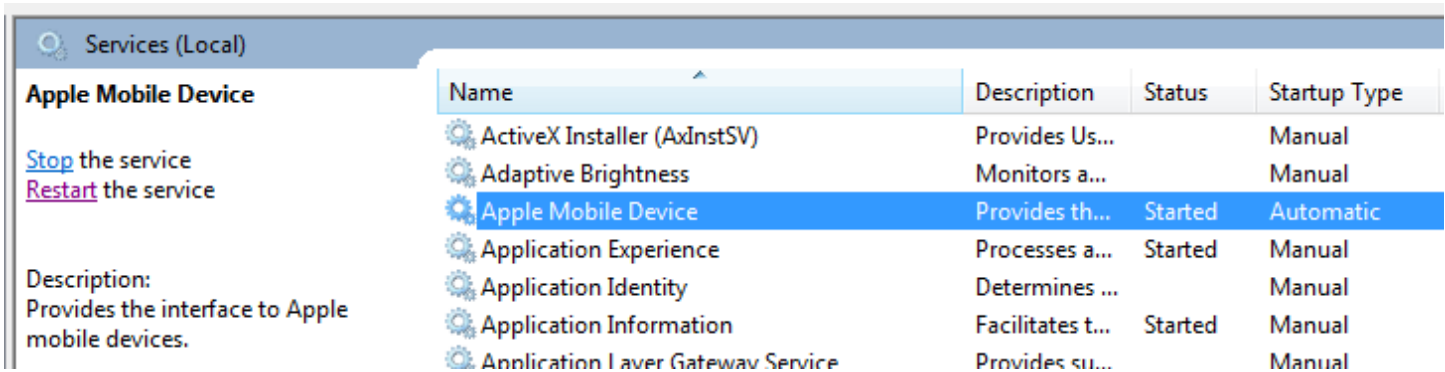 Services (Local)
Apple Mobile Device
Stop the service
Restart the service
Description:
Provides the interface to Apple
mobile devices.
Name Description Status Startup Type
ActiveX Installer (AxInstSV) Provides Us... Manual
Adaptive Brightness Monitors a... Manual
Apple Mobile Device Provides th... Started Automatic
Application Experience Processes a... Started Manual
Application Identity Determines ... Manual
Application Information Facilitates t... Started Manual
Application Layer Gateway Service Provides su... Manual